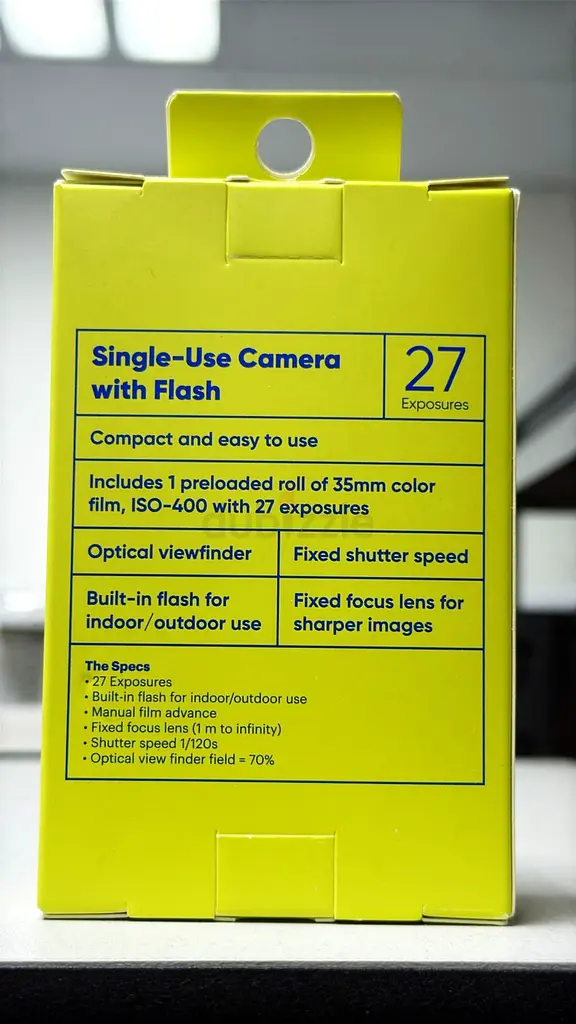 Single-Use Camera
with Flash
27
Exposures
Compact and easy to use
Includes 1 preloaded roll of 35mm color
film, ISO-400 with 27 exposures
dubizzle
Optical viewfinder
Fixed shutter speed
Built-in flash for
indoor/outdoor use
Fixed focus lens for
sharper images
The Specs
• 27 Exposures
• Built-in flash for indoor/outdoor use
• Manual film advance
• Fixed focus lens (1 m to infinity)
• Shutter speed 1/120s
• Optical view finder field = 70%